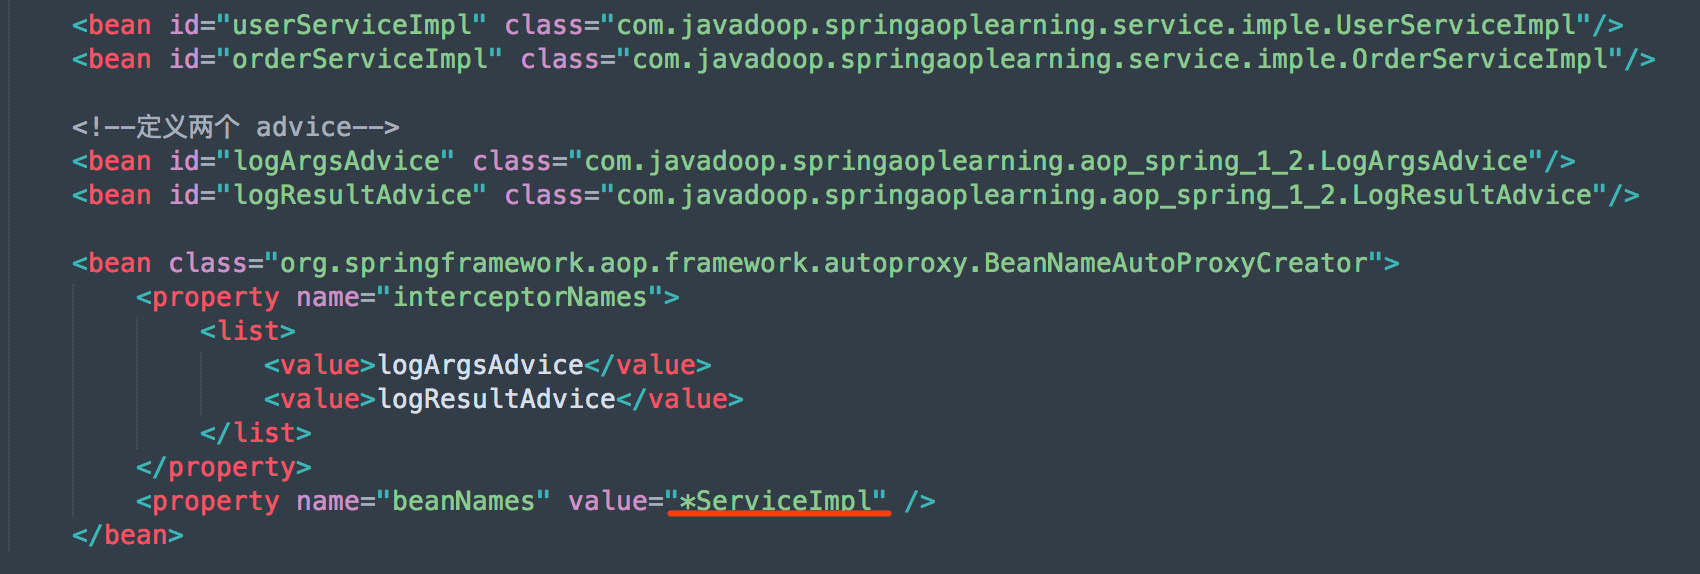 <bean id="userServiceImpl" class="com.javadoop.springaoplearning.service.imple.UserServiceImpl"/>
<bean id="orderServiceImpl" class="com.javadoop.springaoplearning.service.imple.OrderServiceImpl"/>
<!--定义两个 advice-->
<bean id="logArgsAdvice" class="com.javadoop.springaoplearning.aop_spring_1_2.LogArgsAdvice"/>
<bean id="logResultAdvice" class="com.javadoop.springaoplearning.aop_spring_1_2.LogResultAdvice"/>
<bean class="org.springframework.aop.framework.autoproxy.BeanNameAutoProxyCreator">
<property name="interceptorNames">
<list>
<value>logArgsAdvice</value>
<value>logResultAdvice</value>
</list>
</property>
<property name="beanNames" value="*ServiceImpl" />
</bean>